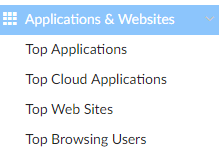 Applications & Websites
Top Applications
Top Cloud Applications
Top Web Sites
Top Browsing Users